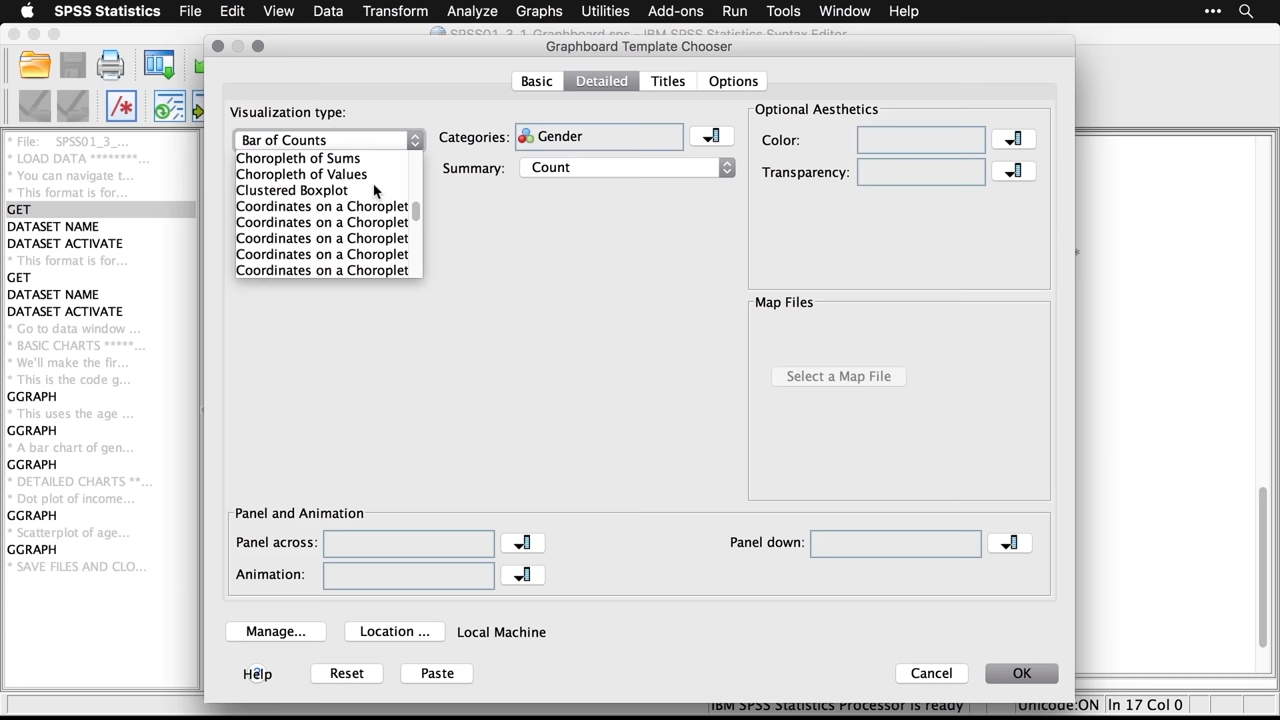 SPSS Statistics File Edit View Data Transform Analyze Graphs Utilities Add-ons Run Tools Window Help
SPSS01_3_1_Graphboard.sps - IBM SPSS Statistics Syntax Editor
Graphboard Template Chooser
Basic Detailed Titles Options
Visualization type:
Bar of Counts
Choropleth of Sums
Choropleth of Values
Clustered Boxplot
Coordinates on a Choroplet
Coordinates on a Choroplet
Coordinates on a Choroplet
Coordinates on a Choroplet
Coordinates on a Choroplet
Categories: Gender
Summary: Count
Optional Aesthetics
Color:
Transparency:
Map Files
Select a Map File
Panel and Animation
Panel across:
Panel down:
Animation:
Manage... Location ... Local Machine
Help Reset Paste Cancel OK
* File: SPSS01_3_...
* LOAD DATA ********...
* You can navigate t...
* This format is for...
GET
DATASET NAME
DATASET ACTIVATE
* This format is for...
GET
DATASET NAME
DATASET ACTIVATE
* Go to data window ...
* BASIC CHARTS *****...
* We'll make the fir...
* This is the code g...
GGRAPH
* This uses the age ...
GGRAPH
* A bar chart of gen...
GGRAPH
* DETAILED CHARTS **...
* Dot plot of income...
GGRAPH
* Scatterplot of age...
GGRAPH
* SAVE FILES AND CLO...
*
IBM SPSS Statistics Processor is ready Unicode:ON In 17 Col 0